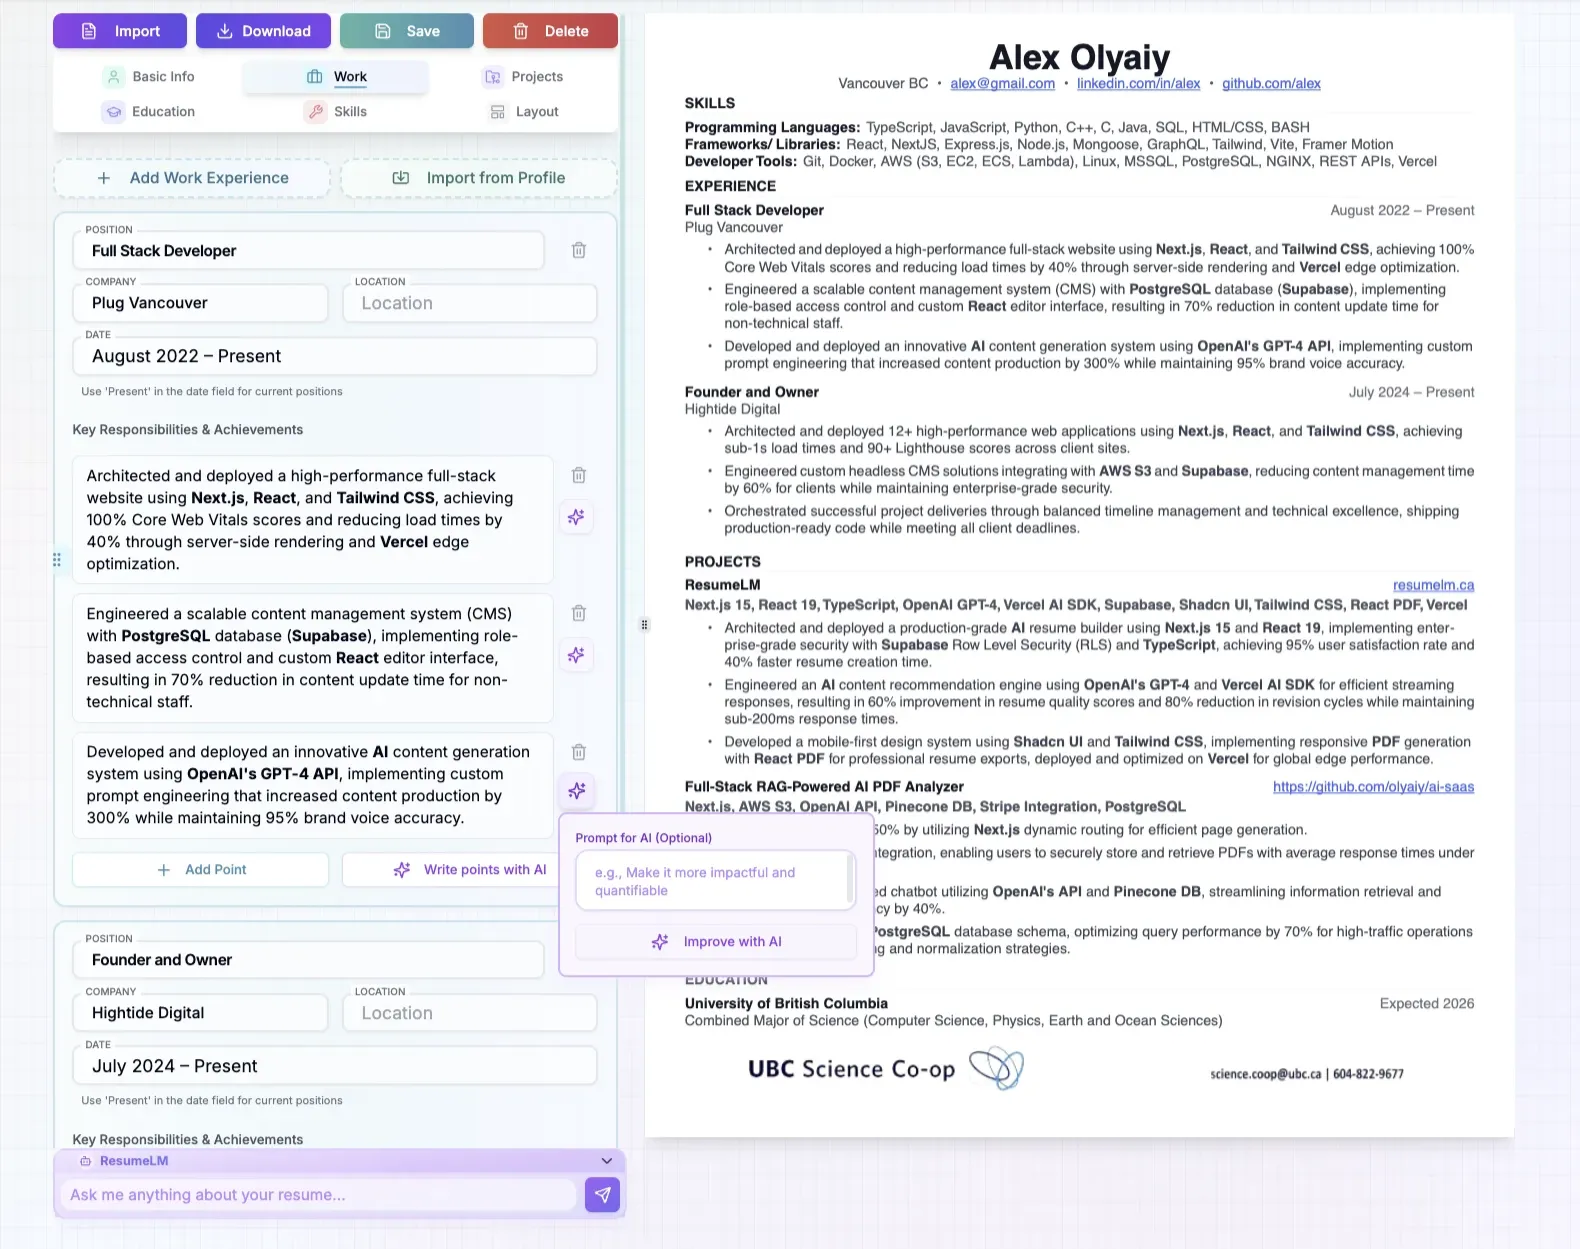 Import
Download
Save
Delete
Basic Info
Work
Projects
Education
Skills
Layout
Add Work Experience
Import from Profile
POSITION
Full Stack Developer
COMPANY
Plug Vancouver
LOCATION
Location
DATE
August 2022 – Present
Use 'Present' in the date field for current positions
Key Responsibilities & Achievements
Architected and deployed a high-performance full-stack
website using Next.js, React, and Tailwind CSS, achieving
100% Core Web Vitals scores and reducing load times by
40% through server-side rendering and Vercel edge
optimization.
Engineered a scalable content management system (CMS)
with PostgreSQL database (Supabase), implementing role-
based access control and custom React editor interface,
resulting in 70% reduction in content update time for non-
technical staff.
Developed and deployed an innovative AI content generation
system using OpenAI's GPT-4 API, implementing custom
prompt engineering that increased content production by
300% while maintaining 95% brand voice accuracy.
Add Point
Write points with AI
Prompt for AI (Optional)
e.g., Make it more impactful and
quantifiable
Improve with AI
POSITION
Founder and Owner
COMPANY
Hightide Digital
LOCATION
Location
DATE
July 2024 – Present
Use 'Present' in the date field for current positions
Key Responsibilities & Achievements
ResumeLM
Ask me anything about your resume...
Alex Olyaiy
Vancouver BC • alex@gmail.com • linkedin.com/in/alex • github.com/alex
SKILLS
Programming Languages: TypeScript, JavaScript, Python, C++, C, Java, SQL, HTML/CSS, BASH
Frameworks/ Libraries: React, NextJS, Express.js, Node.js, Mongoose, GraphQL, Tailwind, Vite, Framer Motion
Developer Tools: Git, Docker, AWS (S3, EC2, ECS, Lambda), Linux, MSSQL, PostgreSQL, NGINX, REST APIs, Vercel
EXPERIENCE
Full Stack Developer August 2022 – Present
Plug Vancouver
• Architected and deployed a high-performance full-stack website using Next.js, React, and Tailwind CSS, achieving 100%
Core Web Vitals scores and reducing load times by 40% through server-side rendering and Vercel edge optimization.
• Engineered a scalable content management system (CMS) with PostgreSQL database (Supabase), implementing
role-based access control and custom React editor interface, resulting in 70% reduction in content update time for
non-technical staff.
• Developed and deployed an innovative AI content generation system using OpenAI's GPT-4 API, implementing custom
prompt engineering that increased content production by 300% while maintaining 95% brand voice accuracy.
Founder and Owner July 2024 – Present
Hightide Digital
• Architected and deployed 12+ high-performance web applications using Next.js, React, and Tailwind CSS, achieving
sub-1s load times and 90+ Lighthouse scores across client sites.
• Engineered custom headless CMS solutions integrating with AWS S3 and Supabase, reducing content management time
by 60% for clients while maintaining enterprise-grade security.
• Orchestrated successful project deliveries through balanced timeline management and technical excellence, shipping
production-ready code while meeting all client deadlines.
PROJECTS
ResumeLM resumelm.ca
Next.js 15, React 19, TypeScript, OpenAI GPT-4, Vercel AI SDK, Supabase, Shadcn UI, Tailwind CSS, React PDF, Vercel
• Architected and deployed a production-grade AI resume builder using Next.js 15 and React 19, implementing enter-
prise-grade security with Supabase Row Level Security (RLS) and TypeScript, achieving 95% user satisfaction rate and
40% faster resume creation time.
• Engineered an AI content recommendation engine using OpenAI's GPT-4 and Vercel AI SDK for efficient streaming
responses, resulting in 60% improvement in resume quality scores and 80% reduction in revision cycles while maintaining
sub-200ms response times.
• Developed a mobile-first design system using Shadcn UI and Tailwind CSS, implementing responsive PDF generation
with React PDF for professional resume exports, deployed and optimized on Vercel for global edge performance.
Full-Stack RAG-Powered AI PDF Analyzer https://github.com/olyaiy/ai-saas
Next.js, AWS S3, OpenAI API, Pinecone DB, Stripe Integration, PostgreSQL
by utilizing Next.js dynamic routing for efficient page generation.
enabling users to securely store and retrieve PDFs with average response times under
chatbot utilizing OpenAI's API and Pinecone DB, streamlining information retrieval and
by 40%.
PostgreSQL database schema, optimizing query performance by 70% for high-traffic operations
and normalization strategies.
EDUCATION
University of British Columbia Expected 2026
Combined Major of Science (Computer Science, Physics, Earth and Ocean Sciences)
UBC Science Co-op
science.coop@ubc.ca | 604-822-9677